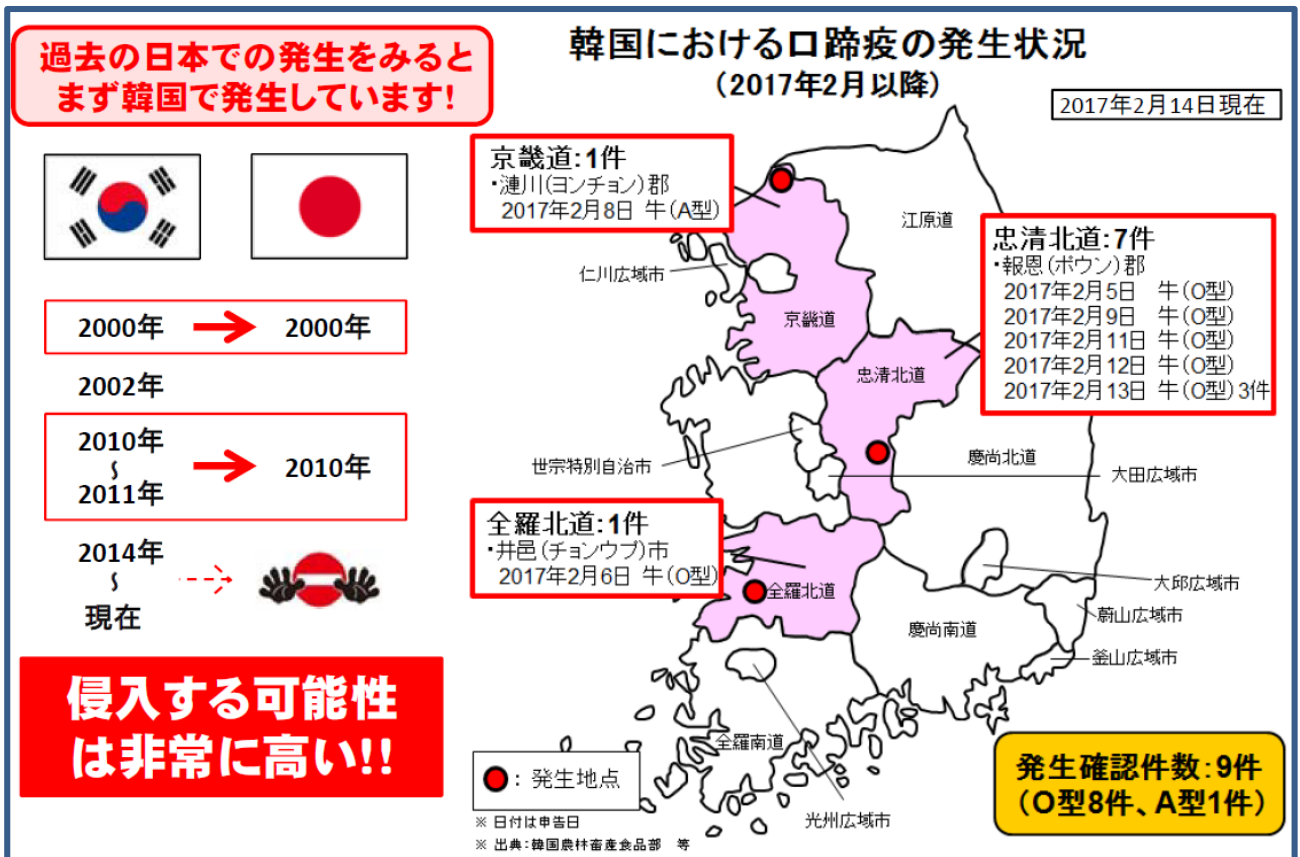 過去の日本での発生をみると
まず韓国で発生しています!
韓国における口蹄疫の発生状況
(2017年2月以降)
2017年2月14日現在
2000年
2000年
2002年
2010年
～
2011年
2010年
2014年
～
現在
侵入する可能性
は非常に高い!!
京畿道:1件
・漣川(ヨンチョン)郡
2017年2月8日 牛(A型)
忠清北道:7件
・報恩(ボウン)郡
2017年2月5日 牛(O型)
2017年2月9日 牛(O型)
2017年2月11日 牛(O型)
2017年2月12日 牛(O型)
2017年2月13日 牛(O型) 3件
全羅北道:1件
・井邑(チョンウプ)市
2017年2月6日 牛(O型)
江原道
仁川広域市
京畿道
忠清北道
世宗特別自治市
慶尚北道
大田広域市
全羅北道
大邱広域市
慶尚南道
蔚山広域市
釜山広域市
全羅南道
光州広域市
:発生地点
※ 日付は申告日
※ 出典:韓国農林畜産食品部 等
発生確認件数:9件
(O型8件、A型1件)